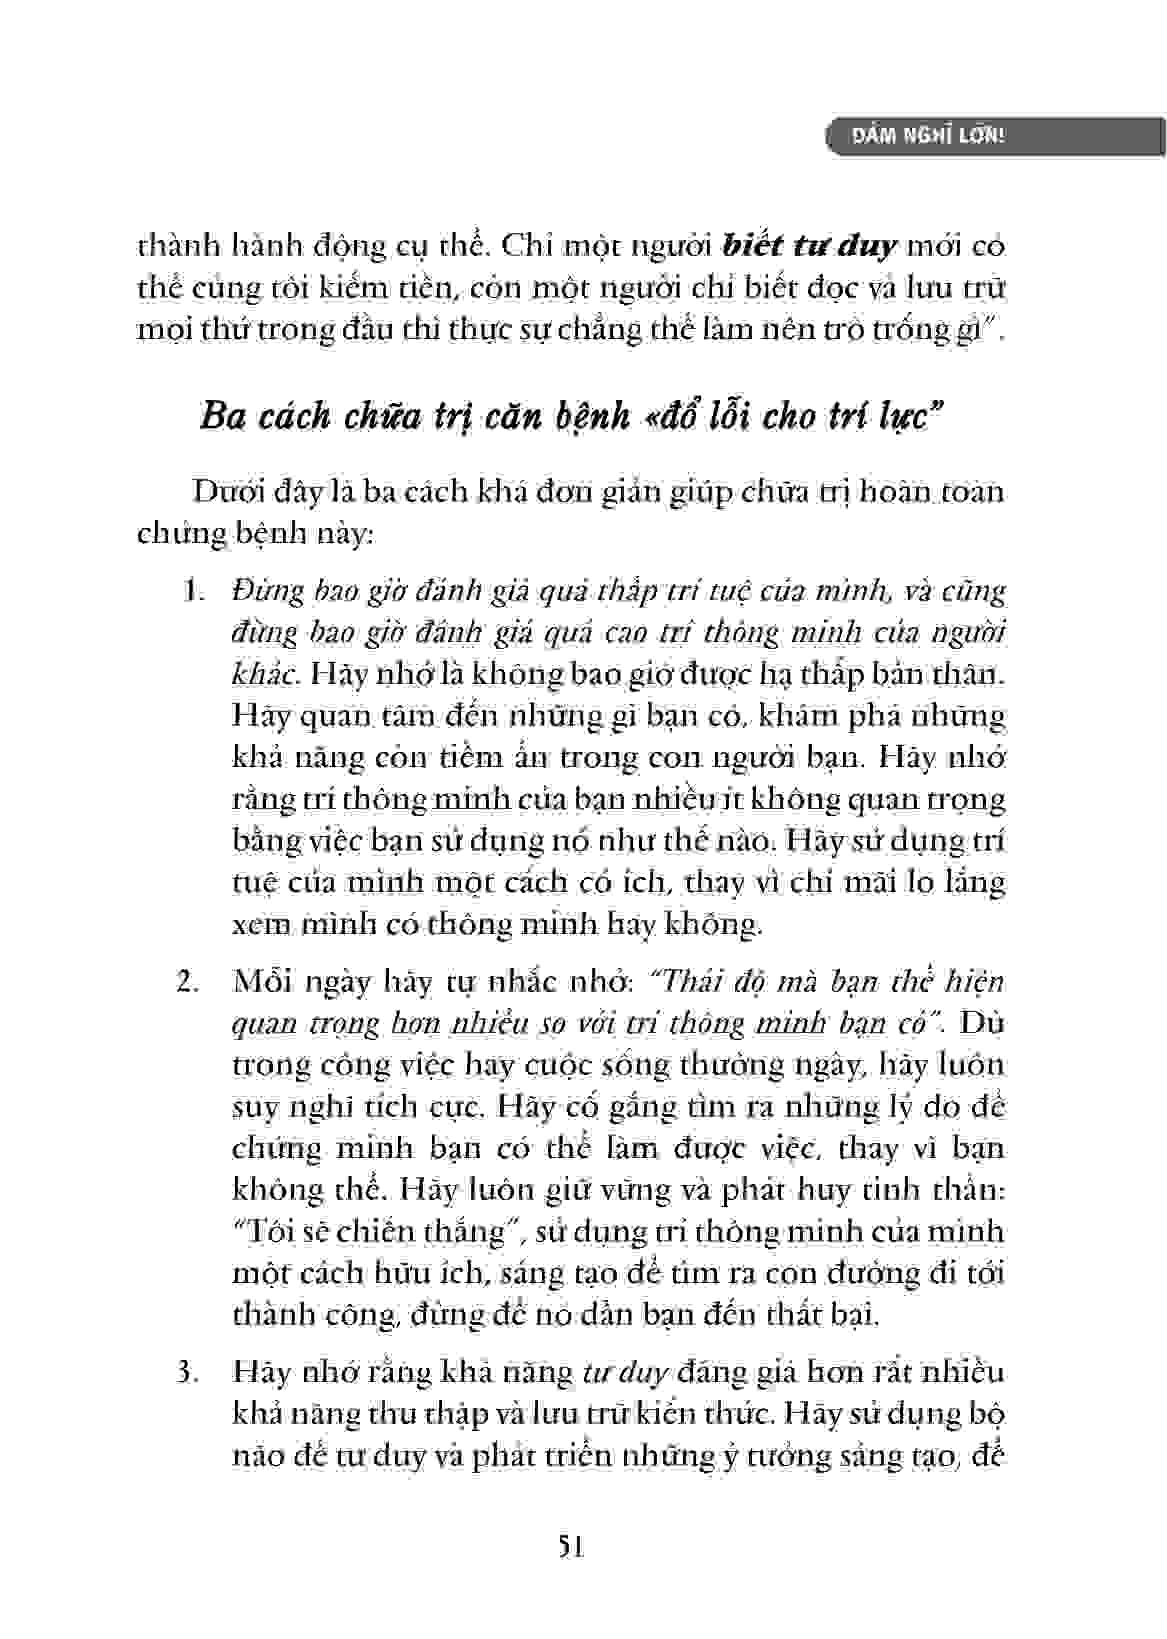 DÁM NGHĨ LỚN!
thành hành động cụ thể. Chỉ một người biết tư duy mới có
thể cùng tôi kiếm tiền, còn một người chỉ biết đọc và lưu trữ
mọi thứ trong đầu thì thực sự chẳng thể làm nên trò trống gì”.
Ba cách chữa trị căn bệnh «đổ lỗi cho trí lực”
Dưới đây là ba cách khá đơn giản giúp chữa trị hoàn toàn
chứng bệnh này:
1. Đừng bao giờ đánh giá quá thấp trí tuệ của mình, và cũng
đừng bao giờ đánh giá quá cao trí thông minh của người
khác. Hãy nhớ là không bao giờ được hạ thấp bản thân.
Hãy quan tâm đến những gì bạn có, khám phá những
khả năng còn tiềm ẩn trong con người bạn. Hãy nhớ
rằng trí thông minh của bạn nhiều ít không quan trọng
bằng việc bạn sử dụng nó như thế nào. Hãy sử dụng trí
tuệ của mình một cách có ích, thay vì chỉ mãi lo lắng
xem mình có thông minh hay không.
2. Mỗi ngày hãy tự nhắc nhở: “Thái độ mà bạn thể hiện
quan trọng hơn nhiều so với trí thông minh bạn có”. Dù
trong công việc hay cuộc sống thường ngày, hãy luôn
suy nghĩ tích cực. Hãy cố gắng tìm ra những lý do để
chứng minh bạn có thể làm được việc, thay vì bạn
không thể. Hãy luôn giữ vững và phát huy tinh thần:
“Tôi sẽ chiến thắng”, sử dụng trí thông minh của mình
một cách hữu ích, sáng tạo để tìm ra con đường đi tới
thành công, đừng để nó dẫn bạn đến thất bại.
3. Hãy nhớ rằng khả năng tư duy đáng giá hơn rất nhiều
khả năng thu thập và lưu trữ kiến thức. Hãy sử dụng bộ
não để tư duy và phát triển những ý tưởng sáng tạo, để
51